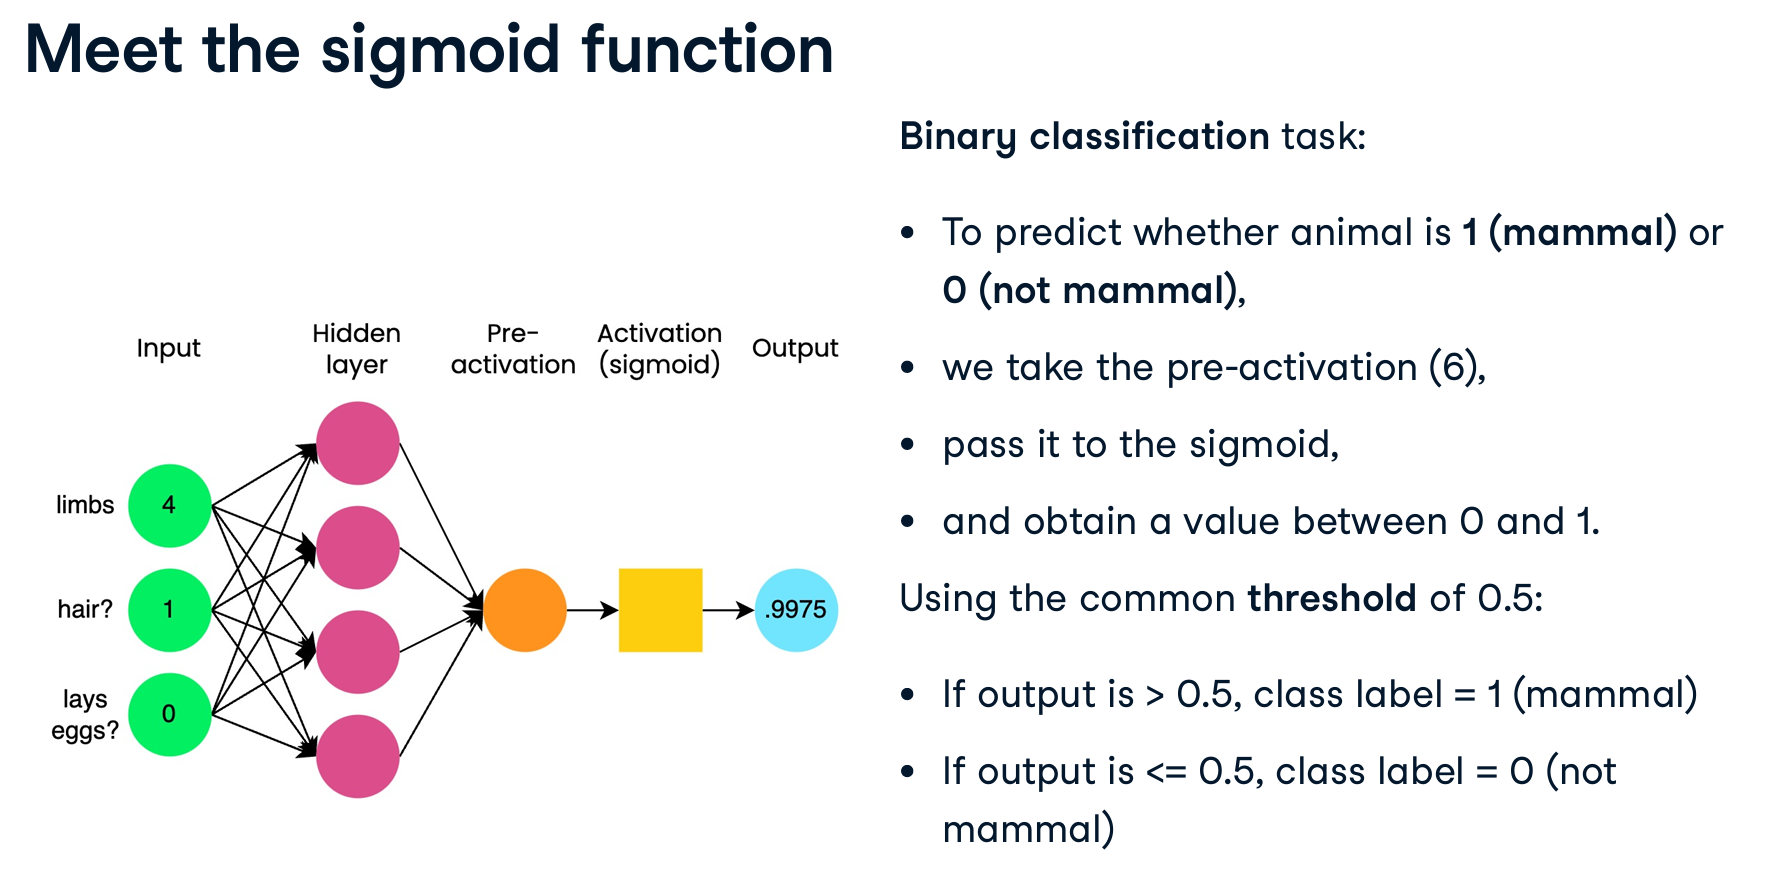 Meet the sigmoid function
Input
Hidden
layer
Pre-
activation
Activation
(sigmoid)
Output
limbs
4
hair?
1
lays
eggs?
0
.9975
Binary classification task:
• To predict whether animal is 1 (mammal) or
0 (not mammal),
• we take the pre-activation (6),
• pass it to the sigmoid,
• and obtain a value between 0 and 1.
Using the common threshold of 0.5:
• If output is > 0.5, class label = 1 (mammal)
• If output is <= 0.5, class label = 0 (not
mammal)